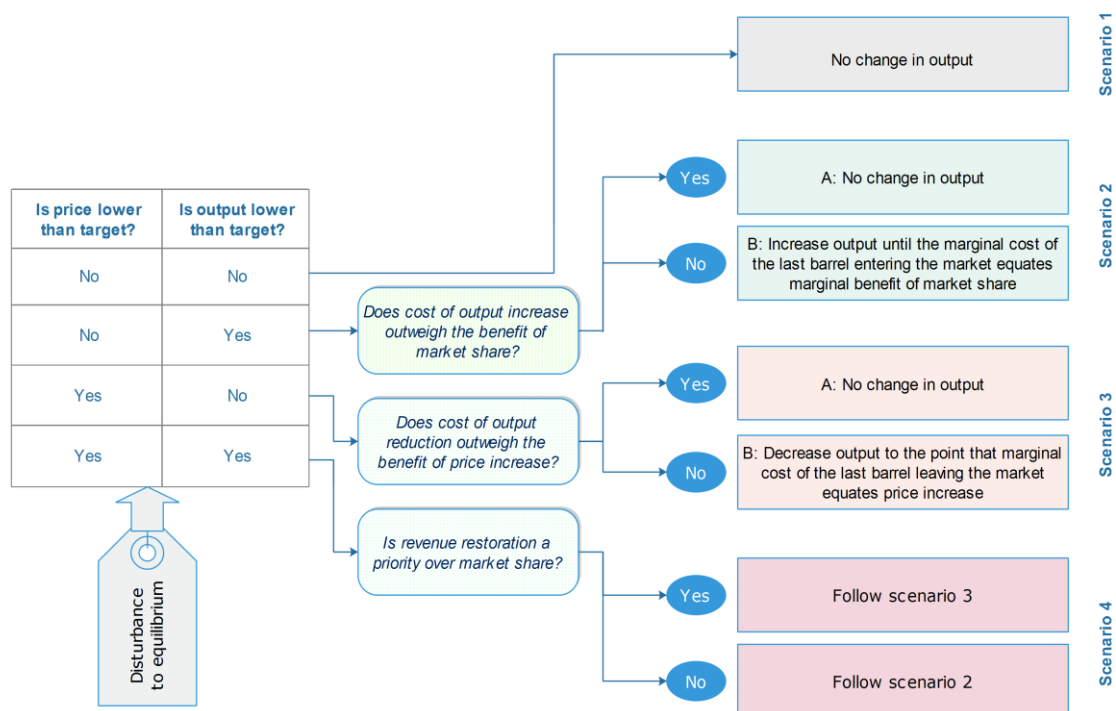 No change in output
Scenario 1
Is price lower
than target?
Is output lower
than target?
No
No
No
Yes
Yes
No
Yes
Yes
Disturbance
to equilibrium
Does cost of output increase
outweigh the benefit of
market share?
Yes
A: No change in output
No
B: Increase output until the marginal cost of
the last barrel entering the market equates
marginal benefit of market share
Scenario 2
Does cost of output
reduction outweigh the
benefit of price increase?
Yes
A: No change in output
No
B: Decrease output to the point that marginal
cost of the last barrel leaving the market
equates price increase
Scenario 3
Is revenue restoration a
priority over market share?
Yes
Follow scenario 3
No
Follow scenario 2
Scenario 4